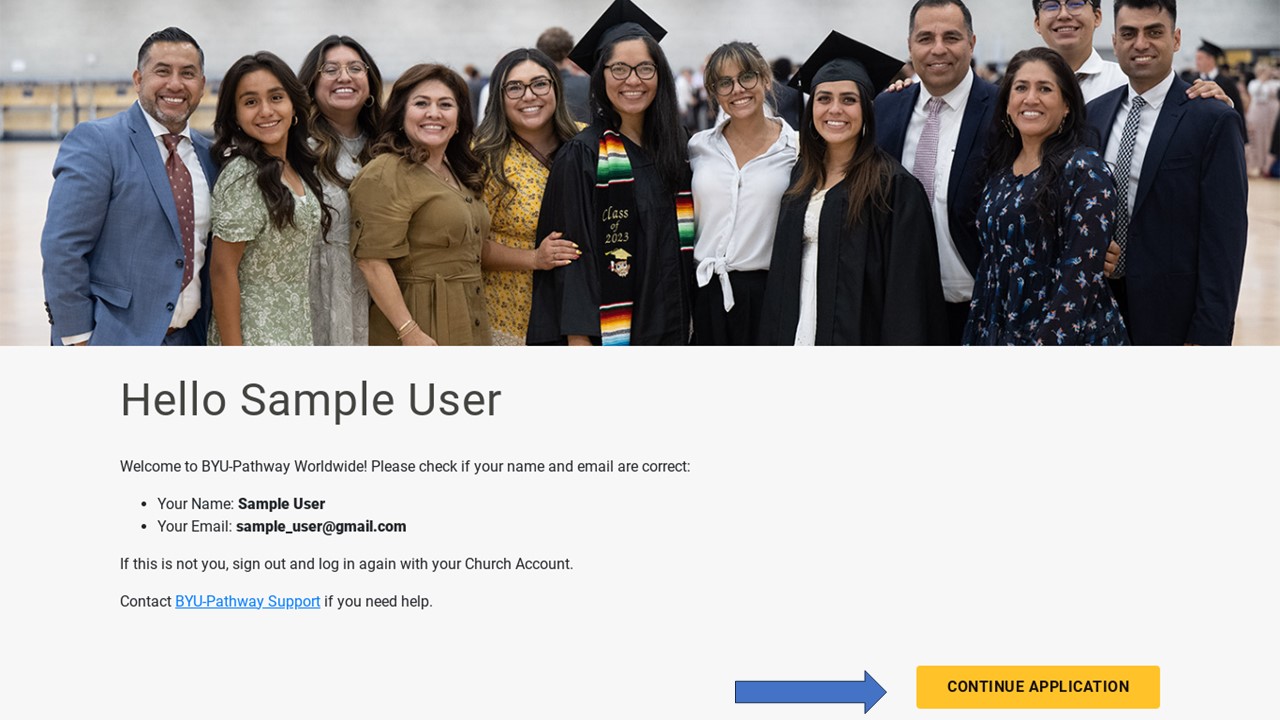 Class
of
2023
Hello Sample User
Welcome to BYU-Pathway Worldwide! Please check if your name and email are correct:
• Your Name: Sample User
• Your Email: sample_user@gmail.com
If this is not you, sign out and log in again with your Church Account.
Contact BYU-Pathway Support if you need help.
CONTINUE APPLICATION